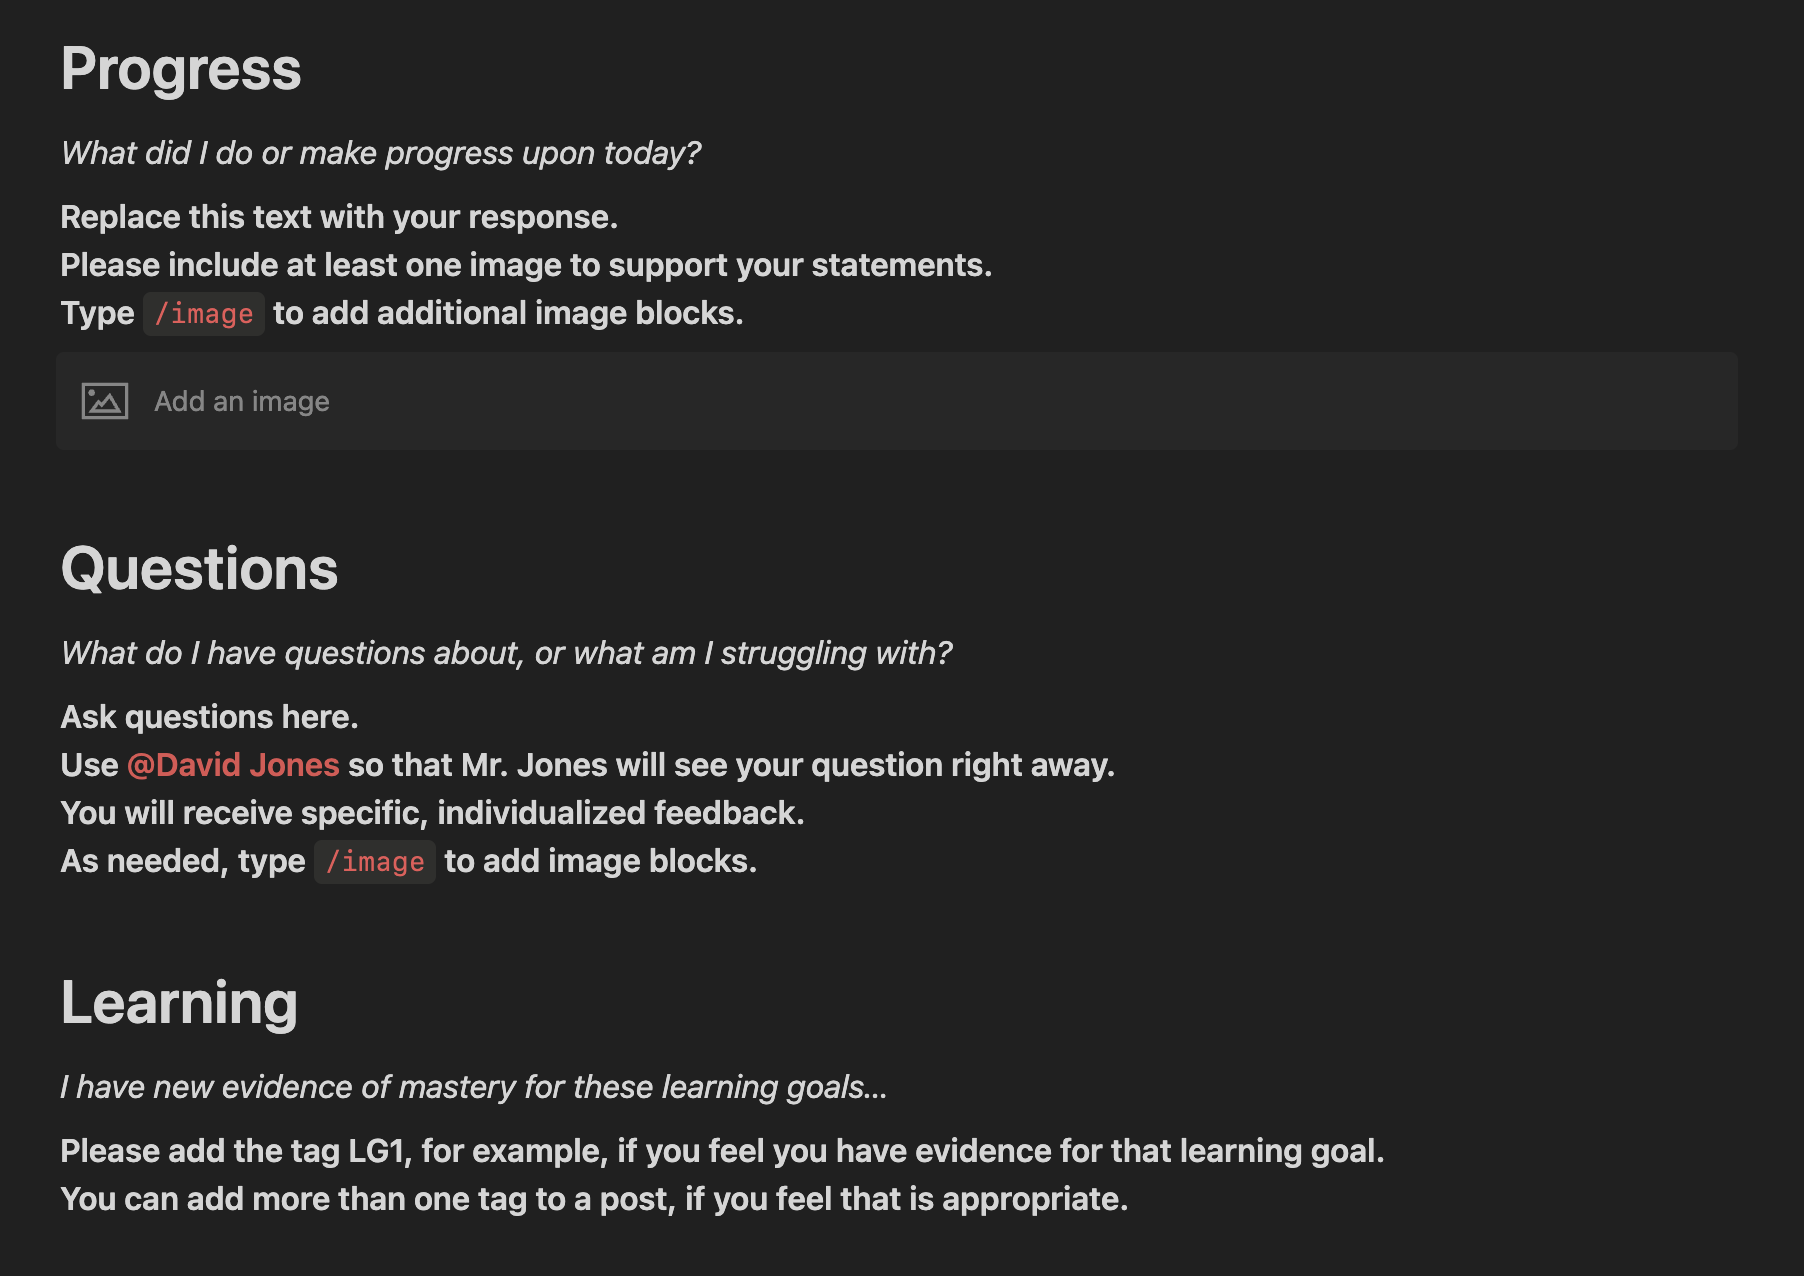 Progress
What did I do or make progress upon today?
Replace this text with your response.
Please include at least one image to support your statements.
Type /image to add additional image blocks.
Add an image
Questions
What do I have questions about, or what am I struggling with?
Ask questions here.
Use @David Jones so that Mr. Jones will see your question right away.
You will receive specific, individualized feedback.
As needed, type /image to add image blocks.
Learning
I have new evidence of mastery for these learning goals...
Please add the tag LG1, for example, if you feel you have evidence for that learning goal.
You can add more than one tag to a post, if you feel that is appropriate.